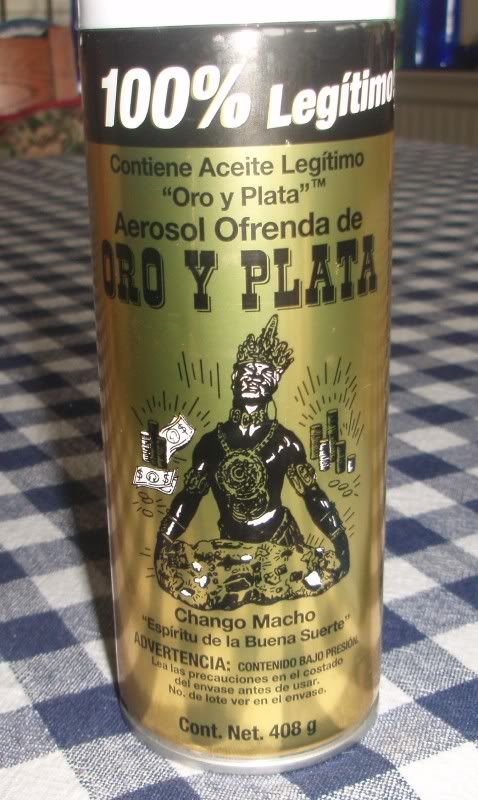 100% Legítimo!
Contiene Aceite Legítimo
"Oro y Plata"™
Aerosol Ofrenda de
ORO Y PLATA
$ $
Chango Macho
"Espíritu de la Buena Suerte"
ADVERTENCIA: CONTENIDO BAJO PRESIÓN.
Lea las precauciones en el costado
del envase antes de usar.
No. de lote ver en el envase.
Cont. Net. 408 g